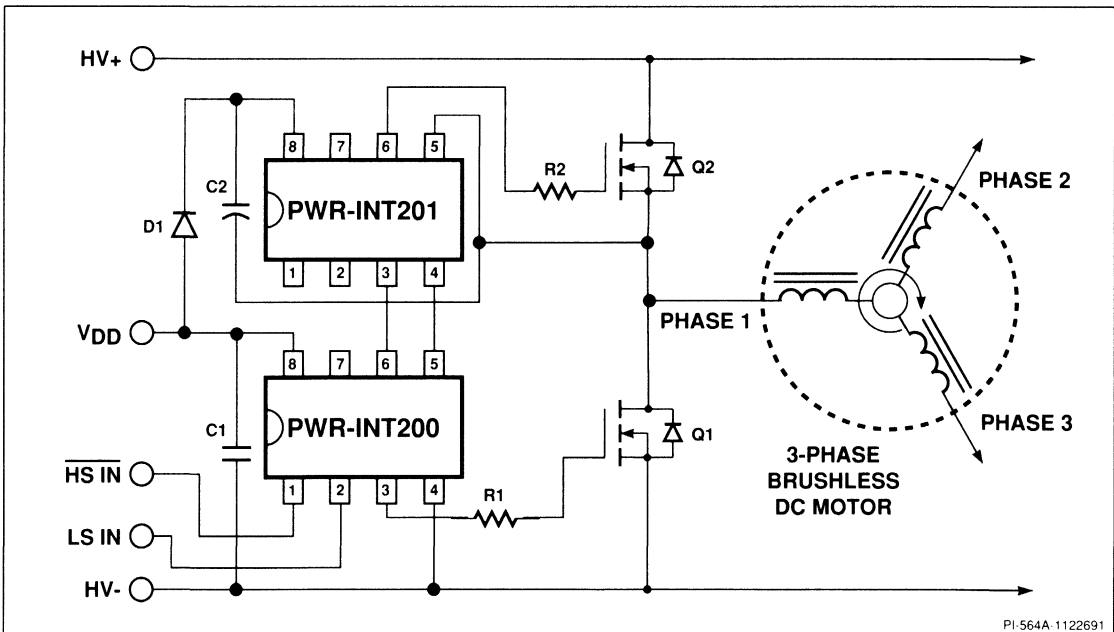 HV+
8 7 6 5
R2
Q2
PHASE 2
C2
PWR-INT201
D1
1 2 3 4
VDD
PHASE 1
8 7 6 5
C1
PWR-INT200
Q1
PHASE 3
HS IN
1 2 3 4
R1
3-PHASE
BRUSHLESS
DC MOTOR
LS IN
HV-
PI-564A-1122691